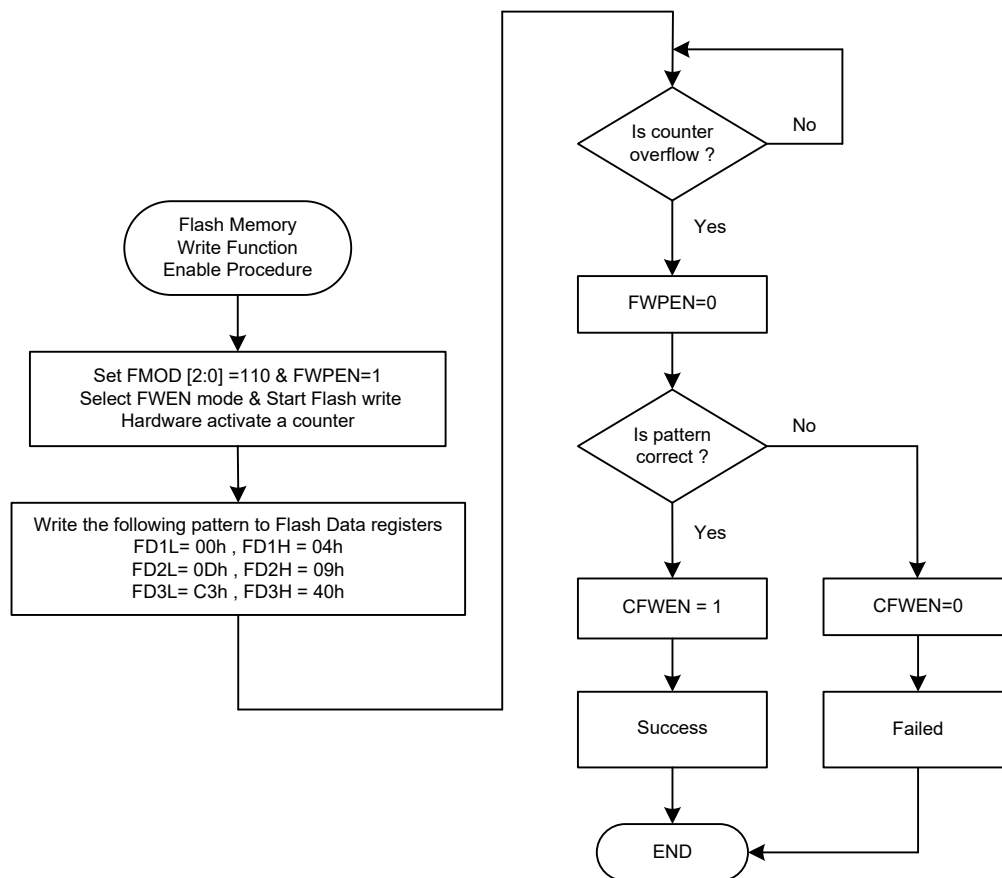 Flash Memory
Write Function
Enable Procedure
Set FMOD [2:0] =110 & FWPEN=1
Select FWEN mode & Start Flash write
Hardware activate a counter
Write the following pattern to Flash Data registers
FD1L= 00h , FD1H = 04h
FD2L= 0Dh , FD2H = 09h
FD3L= C3h , FD3H = 40h
Is counter
overflow ?
No
Yes
FWPEN=0
Is pattern
correct ?
No
Yes
CFWEN = 1
CFWEN=0
Success
Failed
END